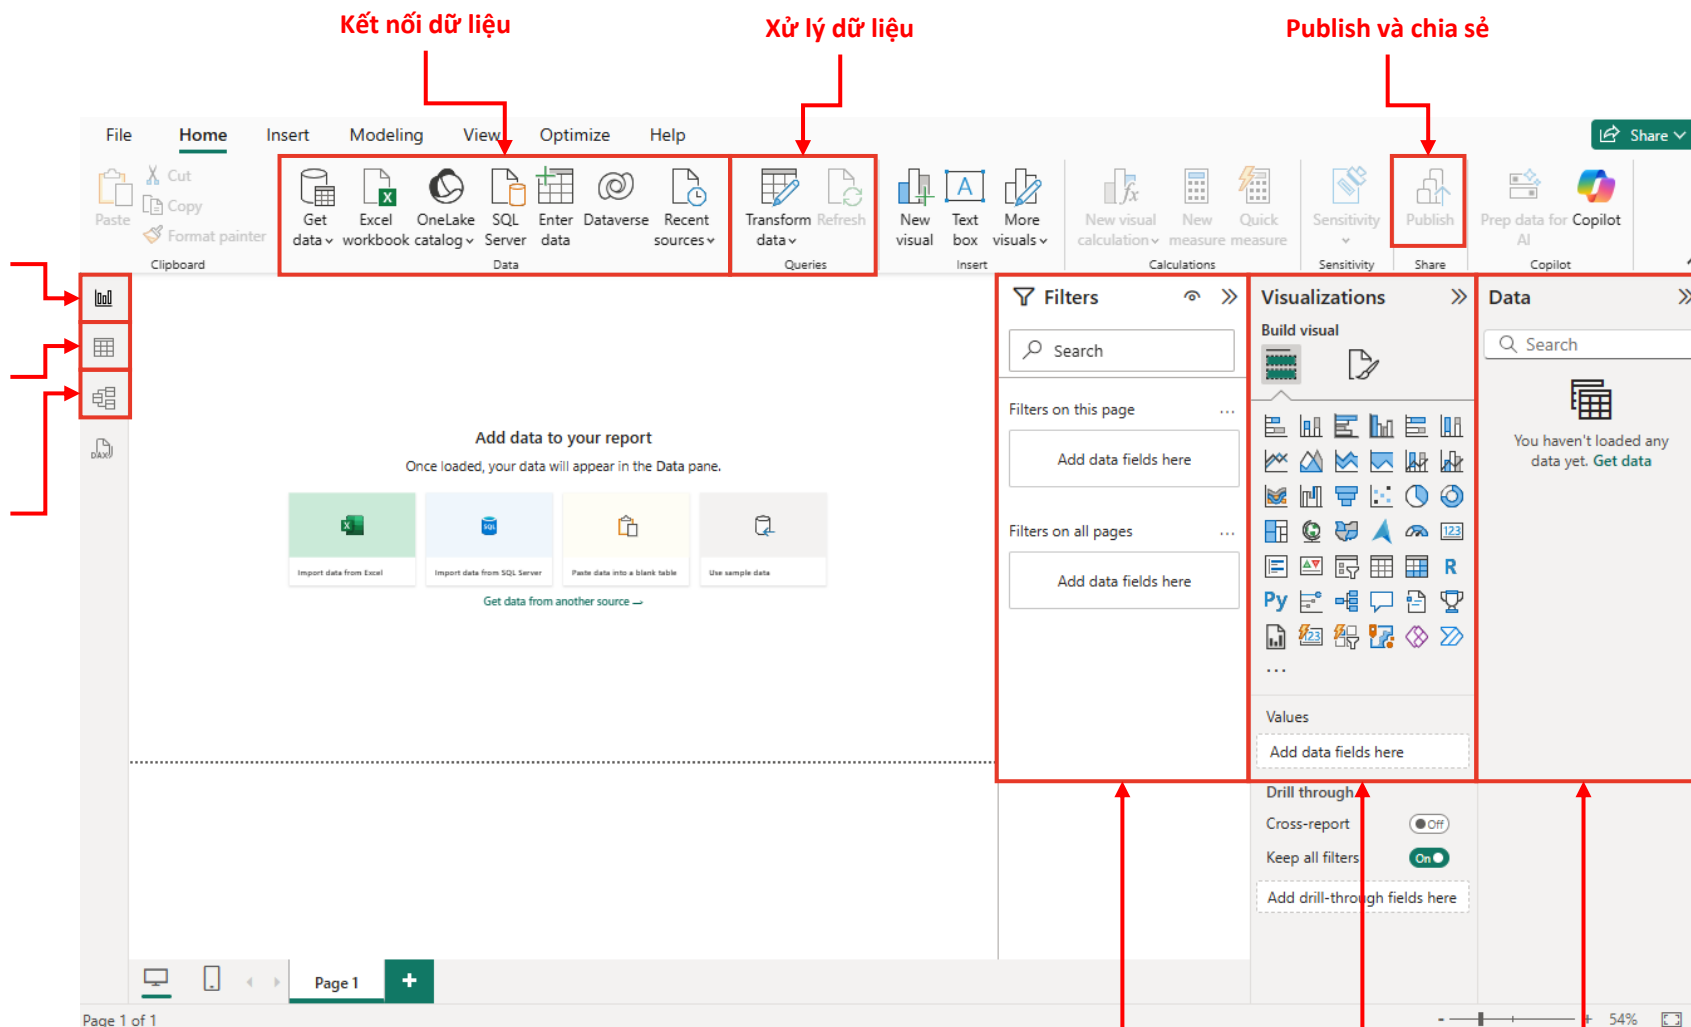 Kết nối dữ liệu
Xử lý dữ liệu
Publish và chia sẻ
File Home Insert Modeling View Optimize Help
Share
Paste
Cut
Copy
Format painter
Clipboard
Get data
Excel workbook
OneLake catalog
SQL Server
Enter data
Dataverse
Recent sources
Data
Transform data
Refresh
Queries
New visual
Text box
More visuals
Insert
New visual calculation
New measure
Quick measure
Calculations
Sensitivity
Sensitivity
Publish
Share
Prep data for AI
Copilot
Copilot
DAX
Add data to your report
Once loaded, your data will appear in the Data pane.
Import data from Excel
SQL
Import data from SQL Server
Paste data into a blank table
Use sample data
Get data from another source
Filters
Search
Filters on this page ...
Add data fields here
Filters on all pages ...
Add data fields here
Visualizations
Build visual
123
R
Py
123
...
Values
Add data fields here
Drill through
Cross-report Off
Keep all filters On
Add drill-through fields here
Data
Search
You haven't loaded any
data yet. Get data
Page 1 +
Page 1 of 1
- + 54%